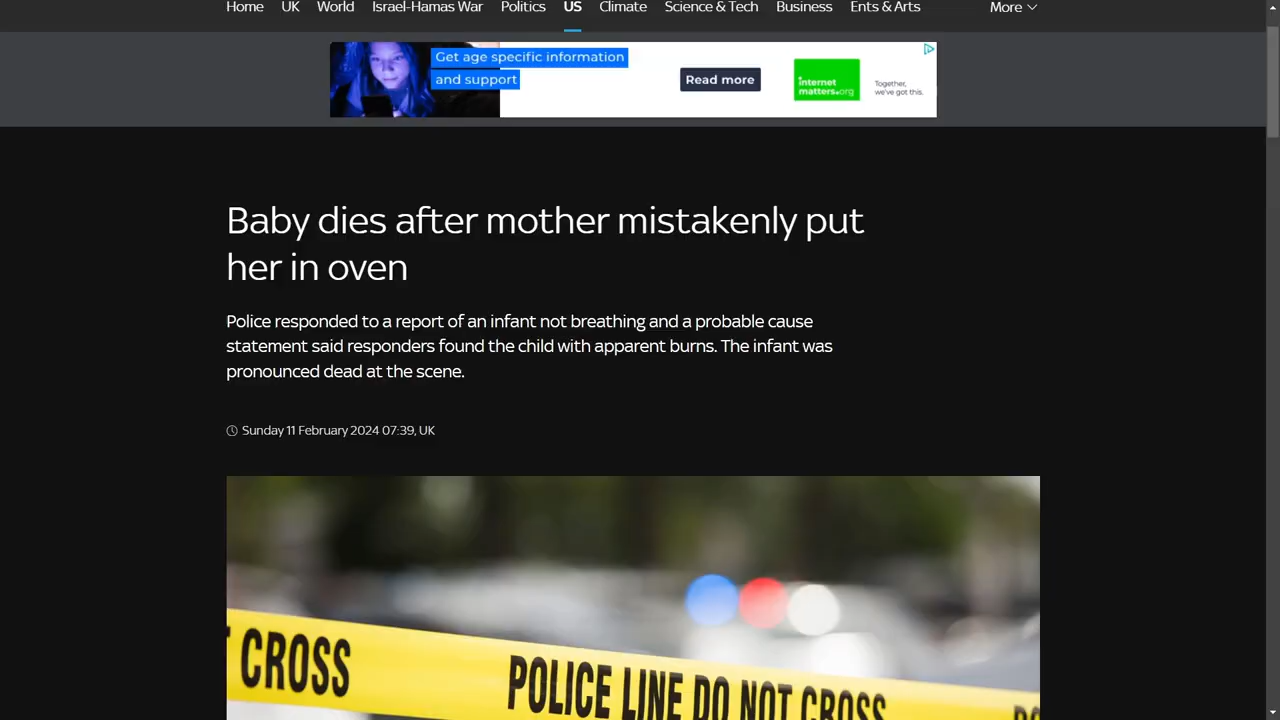 Home UK World Israel-Hamas War Politics US Climate Science & Tech Business Ents & Arts More
Get age specific information
and support
Read more
internet
matters.org
Together,
we've got this.
Baby dies after mother mistakenly put
her in oven
Police responded to a report of an infant not breathing and a probable cause
statement said responders found the child with apparent burns. The infant was
pronounced dead at the scene.
Sunday 11 February 2024 07:39, UK
T CROSS
POLICE LINE DO NOT CROSS